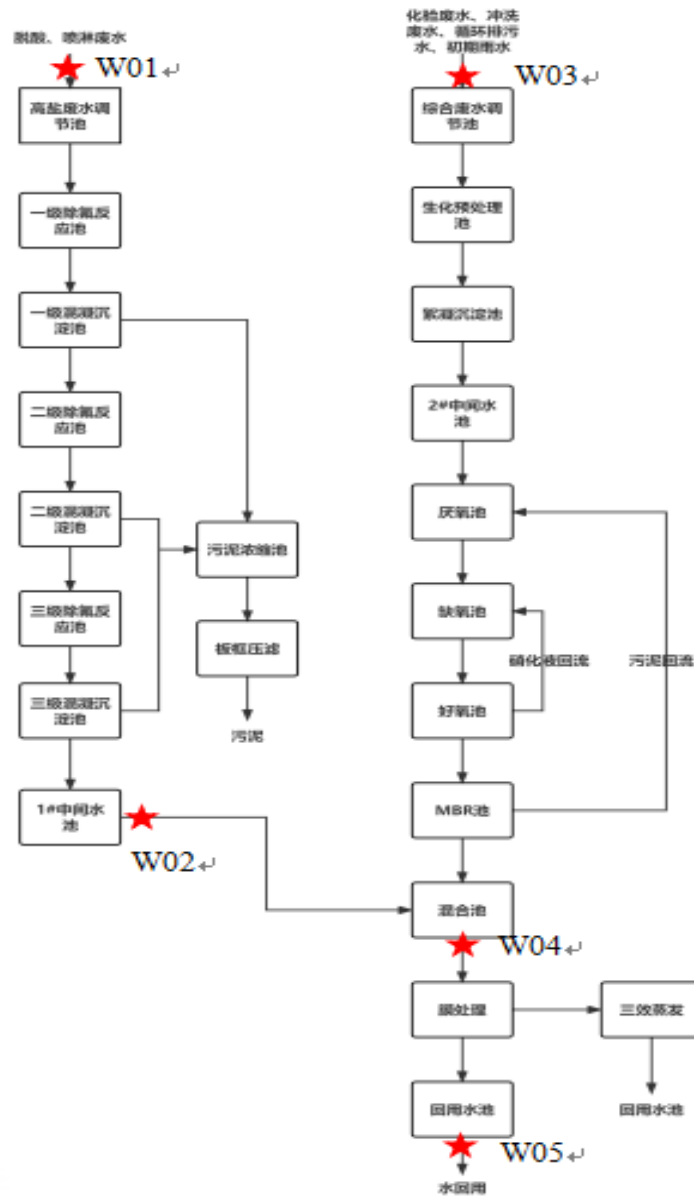 脱酸、喷淋废水
W01
高盐废水调
节池
一级除氟反
应池
一级混凝沉
淀池
二级除氟反
应池
二级混凝沉
淀池
三级除氟反
应池
三级混凝沉
淀池
1#中间水
池
W02
污泥浓缩池
板框压滤
污泥
化验废水、冲洗
废水、循环排污
水、初期雨水
W03
综合废水调
节池
生化预处理
池
絮凝沉淀池
2#中间水
池
厌氧池
缺氧池
硝化液回流
污泥回流
好氧池
MBR池
混合池
W04
膜处理
三效蒸发
回用水池
回用水池
W05
水回用